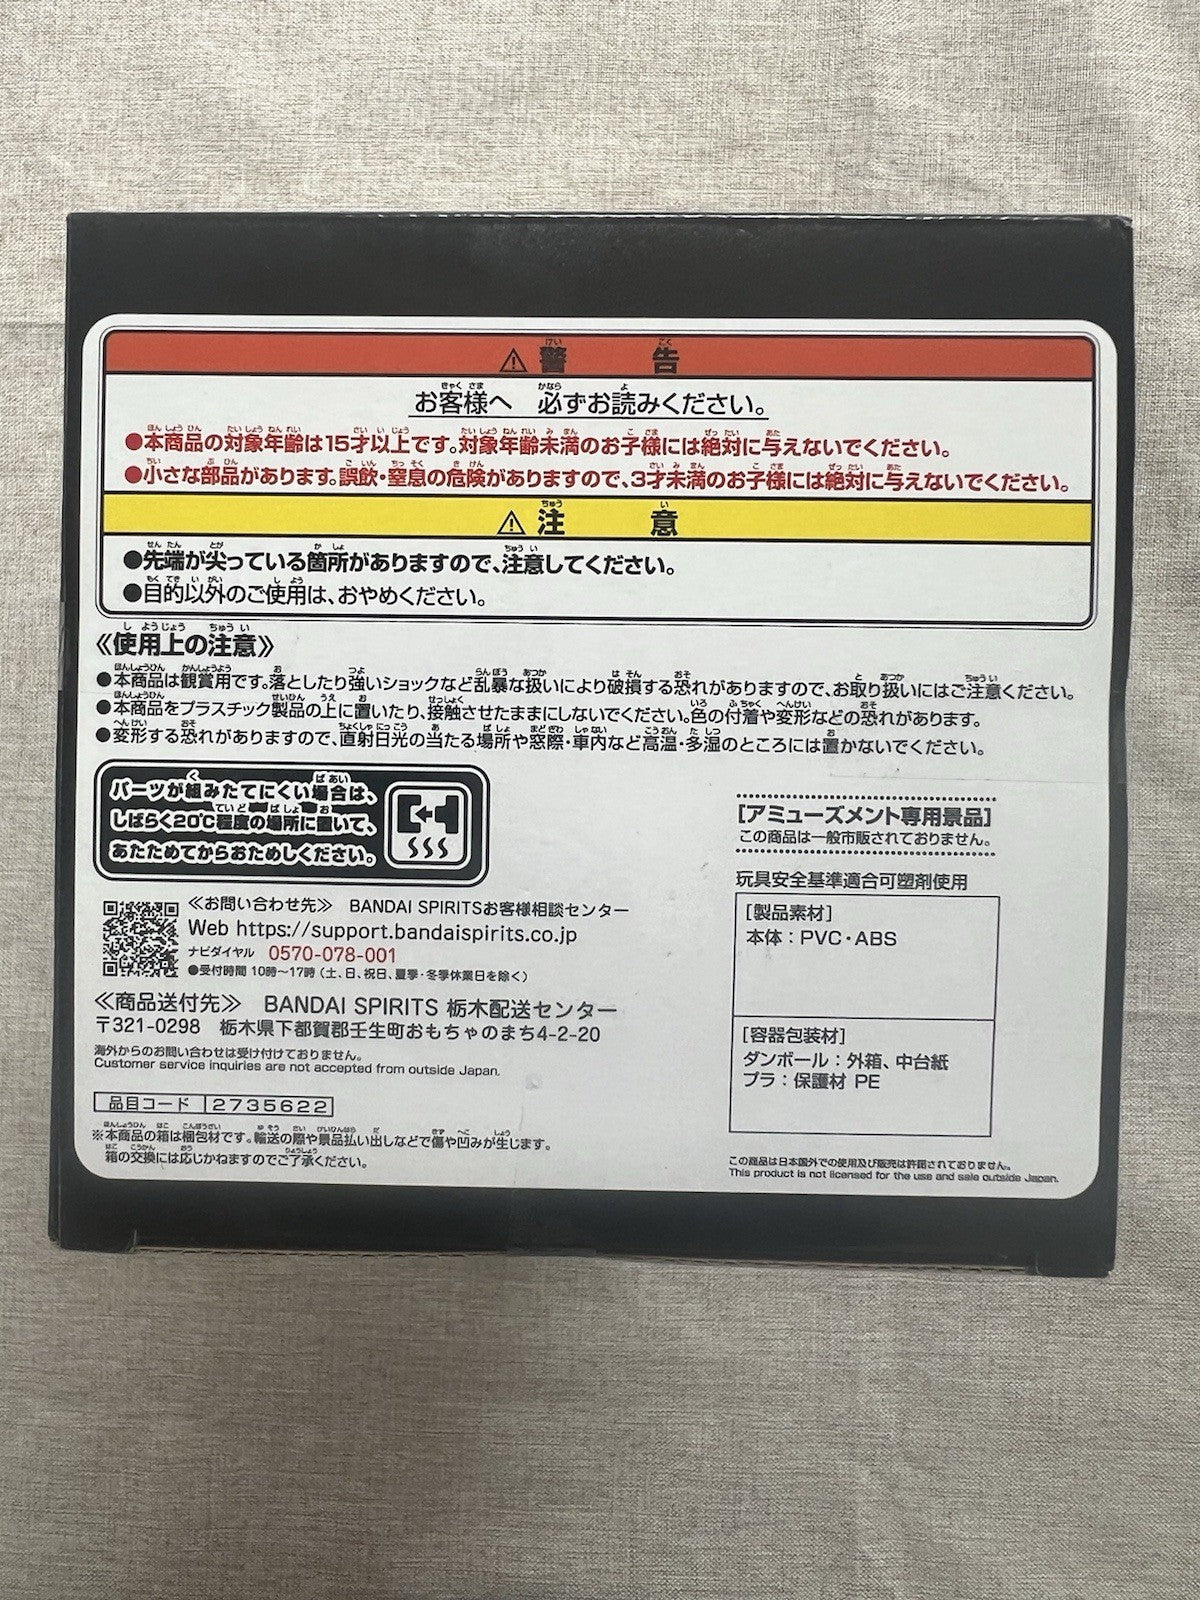 ⚠警告
お客様へ 必ずお読みください。
●本商品の対象年齢は15才以上です。対象年齢未満のお子様には絶対に与えないでください。
●小さな部品があります。誤飲・窒息の危険がありますので、3才未満のお子様には絶対に与えないでください。
⚠注意
●先端が尖っている箇所がありますので、注意してください。
●目的以外のご使用は、おやめください。
《使用上の注意》
●本商品は観賞用です。落としたり強いショックなど乱暴な扱いにより破損する恐れがありますので、お取り扱いにはご注意ください。
●本商品をプラスチック製品の上に置いたり、接触させたままにしないでください。色の付着や変形などの恐れがあります。
●変形する恐れがありますので、直射日光の当たる場所や窓際・車内など高温・多湿のところには置かないでください。
パーツが組みたてにくい場合は、
しばらく20℃程度の場所に置いて、
あたためてからおためしください。
《お問い合わせ先》 BANDAI SPIRITSお客様相談センター
Web https://support.bandaispirits.co.jp
ナビダイヤル 0570-078-001
●受付時間 10時～17時(土、日、祝日、夏季・冬季休業日を除く)
《商品送付先》 BANDAI SPIRITS 栃木配送センター
〒321-0298 栃木県下都賀郡壬生町おもちゃのまち4-2-20
海外からのお問い合わせは受け付けておりません。
Customer service inquiries are not accepted from outside Japan.
品目コード 2735622
※本商品の箱は梱包材です。輸送の際や景品払い出しなどで傷や凹みが生じます。
箱の交換には応じかねますのでご了承ください。
[アミューズメント専用景品]
この商品は一般市販されておりません。
玩具安全基準適合可塑剤使用
[製品素材]
本体：PVC・ABS
[容器包装材]
ダンボール：外箱、中台紙
プラ：保護材 PE
この商品は日本国外での使用及び販売は許諾されておりません。
This product is not licensed for the use and sale outside Japan.